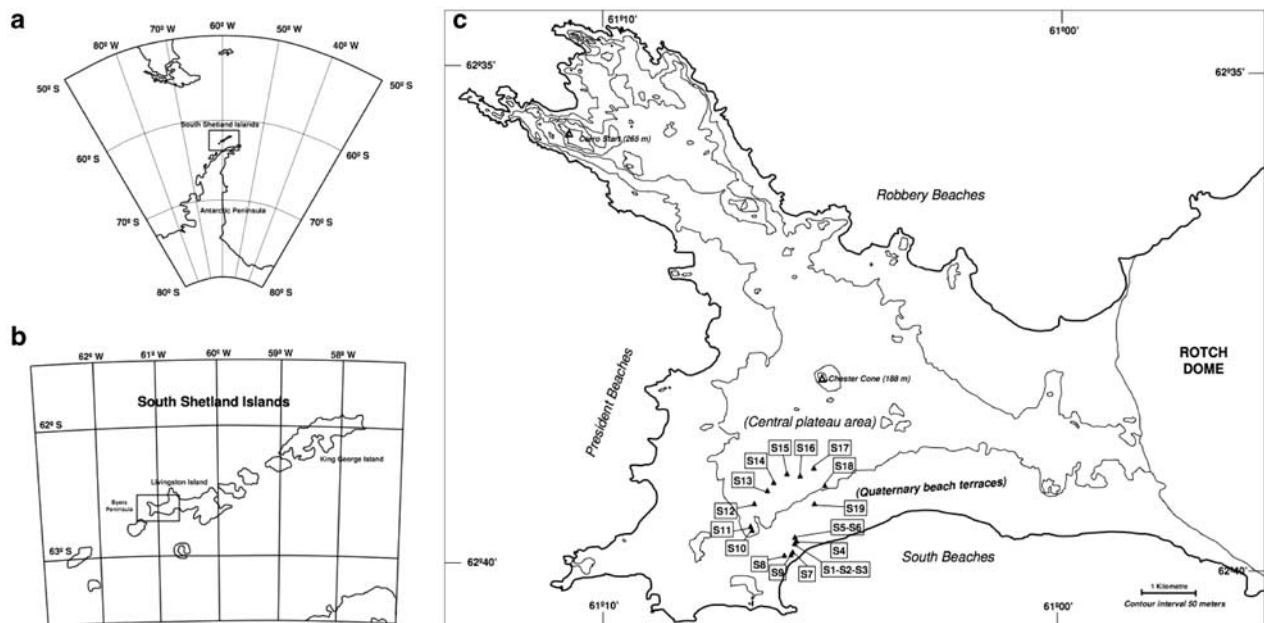 a
80º W
70º W
60º W
50º W
40º W
50º S
50º S
South Shetland Islands
60º S
60º S
Antarctic Peninsula
70º S
70º S
80º S
80º S
b
62º W
61º W
60º W
59º W
58º W
South Shetland Islands
62º S
King George Island
Livingston Island
Byers
Peninsula
63º S
c
61º10'
61º00'
62º35'
62º35'
Cerro Start (265 m)
Robbery Beaches
President Beaches
ROTCH
DOME
Chester Cone (188 m)
(Central plateau area)
S15
S16
S17
S14
S18
S13
(Quaternary beach terraces)
S12
S19
S11
S5-S6
S10
S4
S8
S9
S7
S1-S2-S3
South Beaches
62º40'
62º40'
1 Kilometre
Contour interval 50 meters
61º10'
61º00'